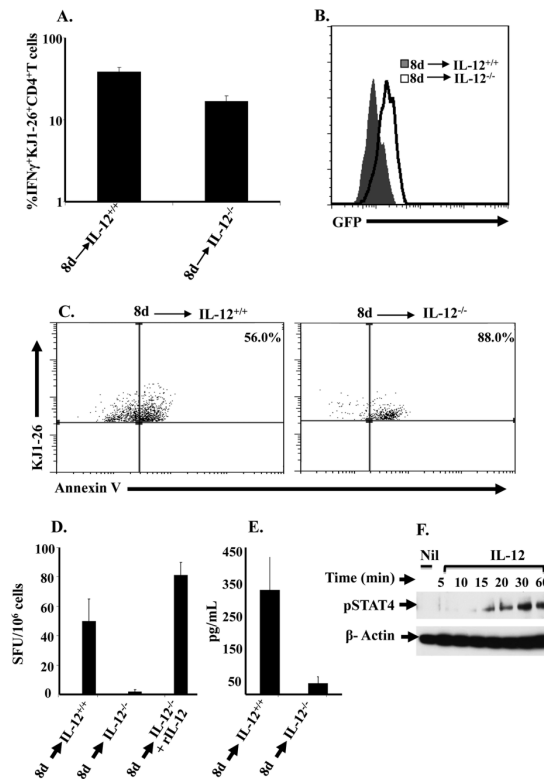 A.
100
10
1
%IFNγ⁺KJ1-26⁺CD4⁺T cells
8d → IL-12⁺/⁺
8d → IL-12⁻/⁻
B.
8d → IL-12⁺/⁺
8d → IL-12⁻/⁻
GFP
C.
8d → IL-12⁺/⁺
56.0%
8d → IL-12⁻/⁻
88.0%
KJ1-26
Annexin V
D.
100
80
60
40
20
0
SFU/10⁶ cells
8d → IL-12⁺/⁺
8d → IL-12⁻/⁻
8d → IL-12⁻/⁻
+ rIL-12
E.
450
350
250
150
50
pg/mL
8d → IL-12⁺/⁺
8d → IL-12⁻/⁻
F.
Nil IL-12
Time (min) 5 10 15 20 30 60
pSTAT4
β- Actin